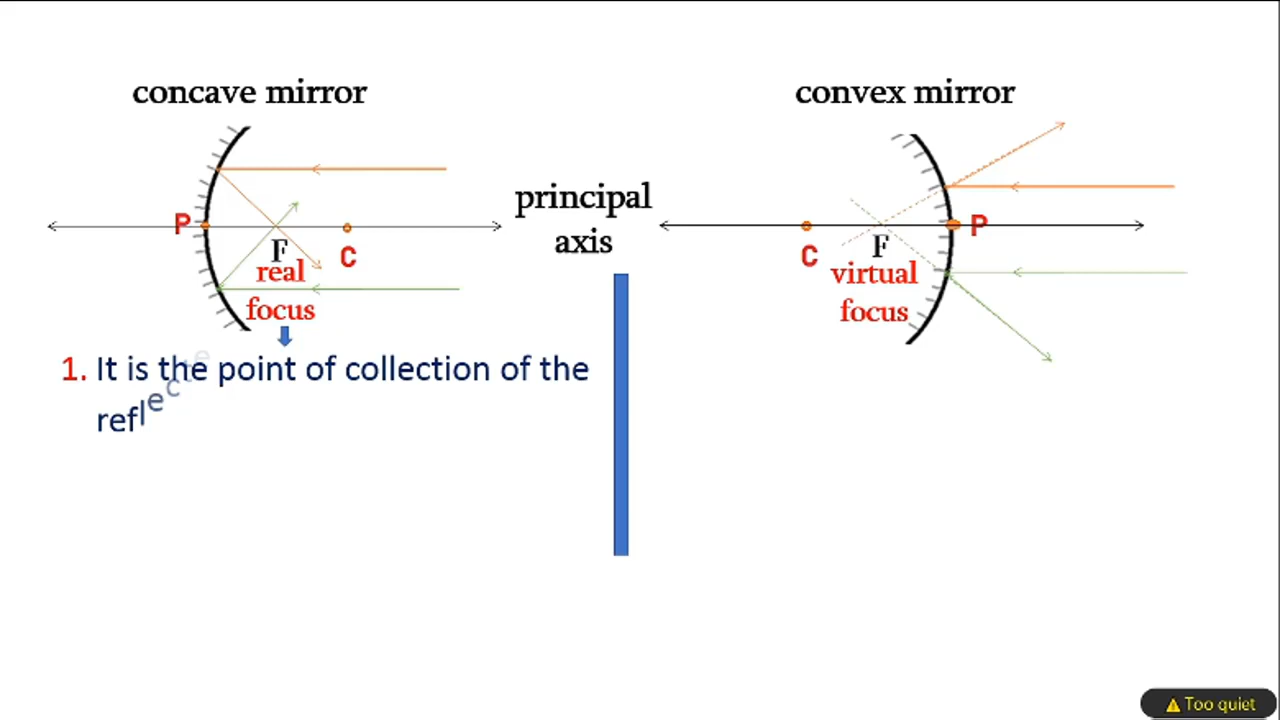 concave mirror
convex mirror
principal
axis
P
F
C
real
focus
C
F
P
virtual
focus
1. It is the point of collection of the
reflecte
Too quiet